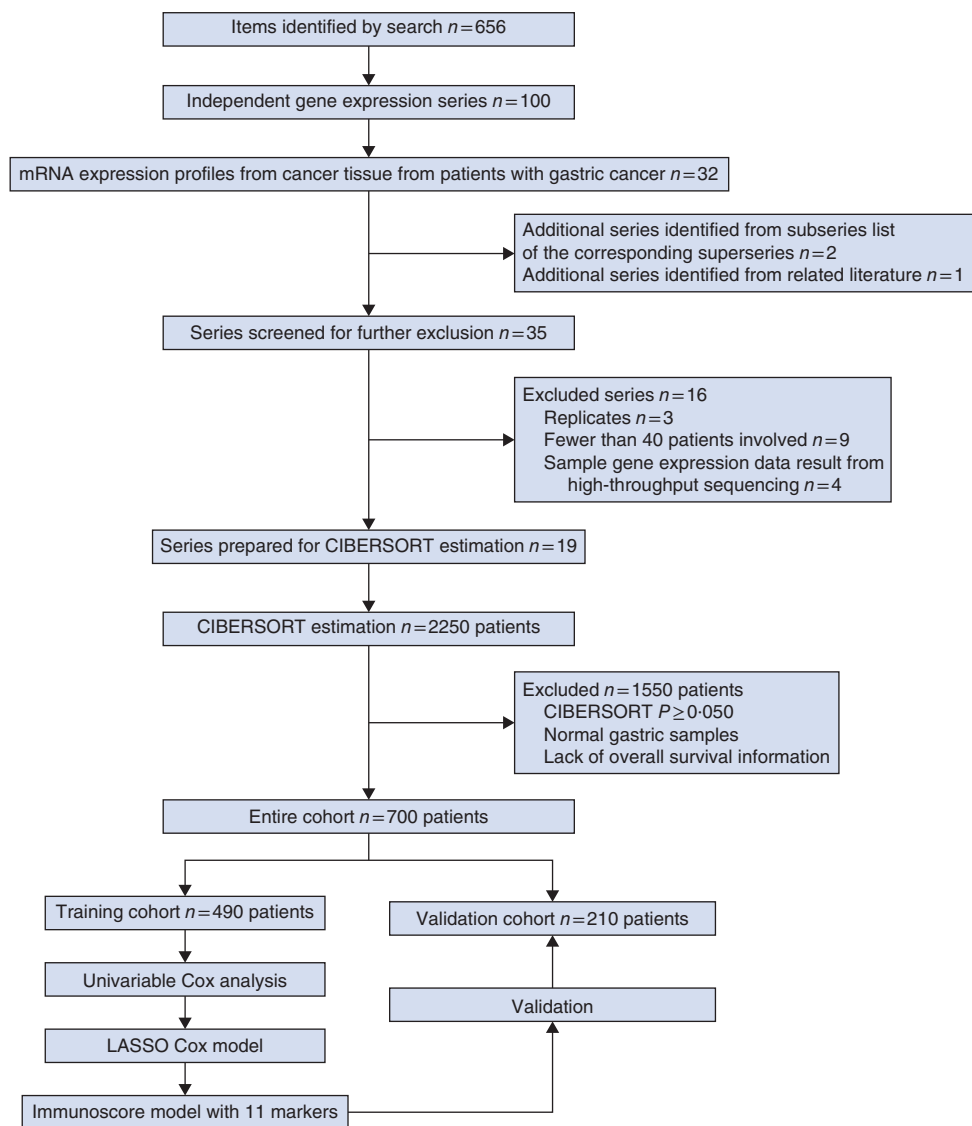 Items identified by search n=656
Independent gene expression series n=100
mRNA expression profiles from cancer tissue from patients with gastric cancer n=32
Additional series identified from subseries list
of the corresponding superseries n=2
Additional series identified from related literature n=1
Series screened for further exclusion n=35
Excluded series n=16
Replicates n=3
Fewer than 40 patients involved n=9
Sample gene expression data result from
high-throughput sequencing n=4
Series prepared for CIBERSORT estimation n=19
CIBERSORT estimation n=2250 patients
Excluded n=1550 patients
CIBERSORT P≥0·050
Normal gastric samples
Lack of overall survival information
Entire cohort n=700 patients
Training cohort n=490 patients
Validation cohort n=210 patients
Univariable Cox analysis
Validation
LASSO Cox model
Immunoscore model with 11 markers